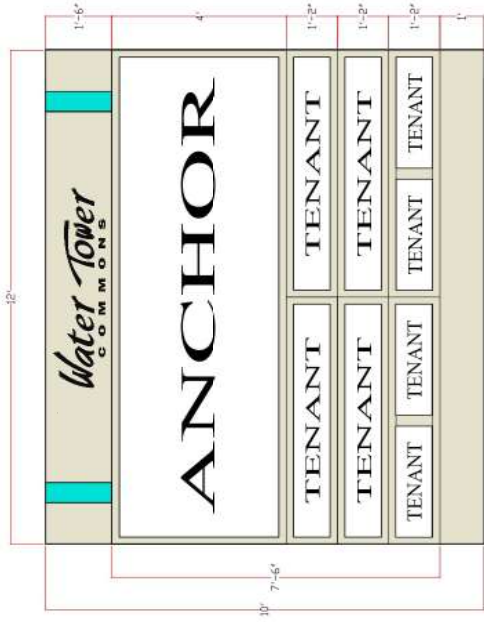 12'
Water Tower
COMMONS
1'-6"
ANCHOR
4'
TENANT TENANT
1'-2"
TENANT TENANT
1'-2"
TENANT TENANT TENANT TENANT
1'-2"
1'
10'
7'-6"